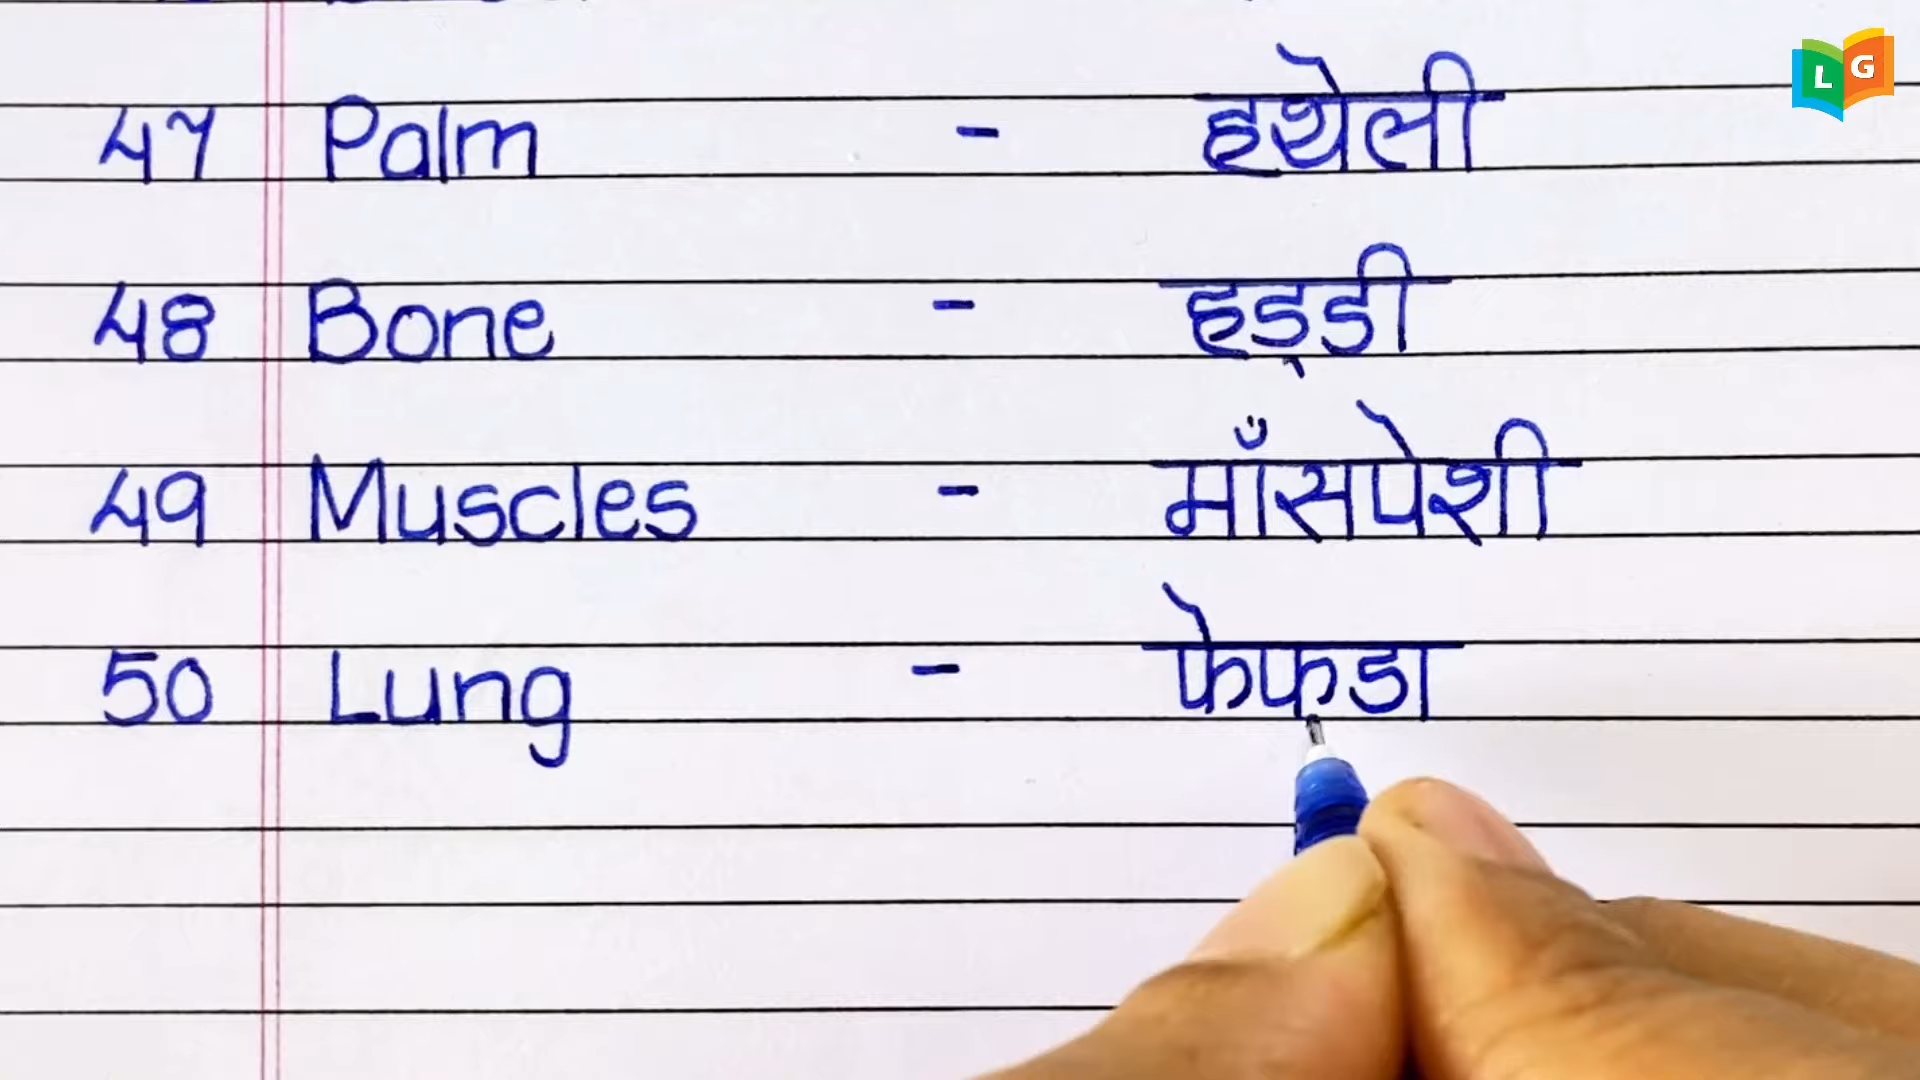 LG
47 Palm - हथेली
48 Bone - हड्डी
49 Muscles - माँसपेशी
50 Lung - फेफडा